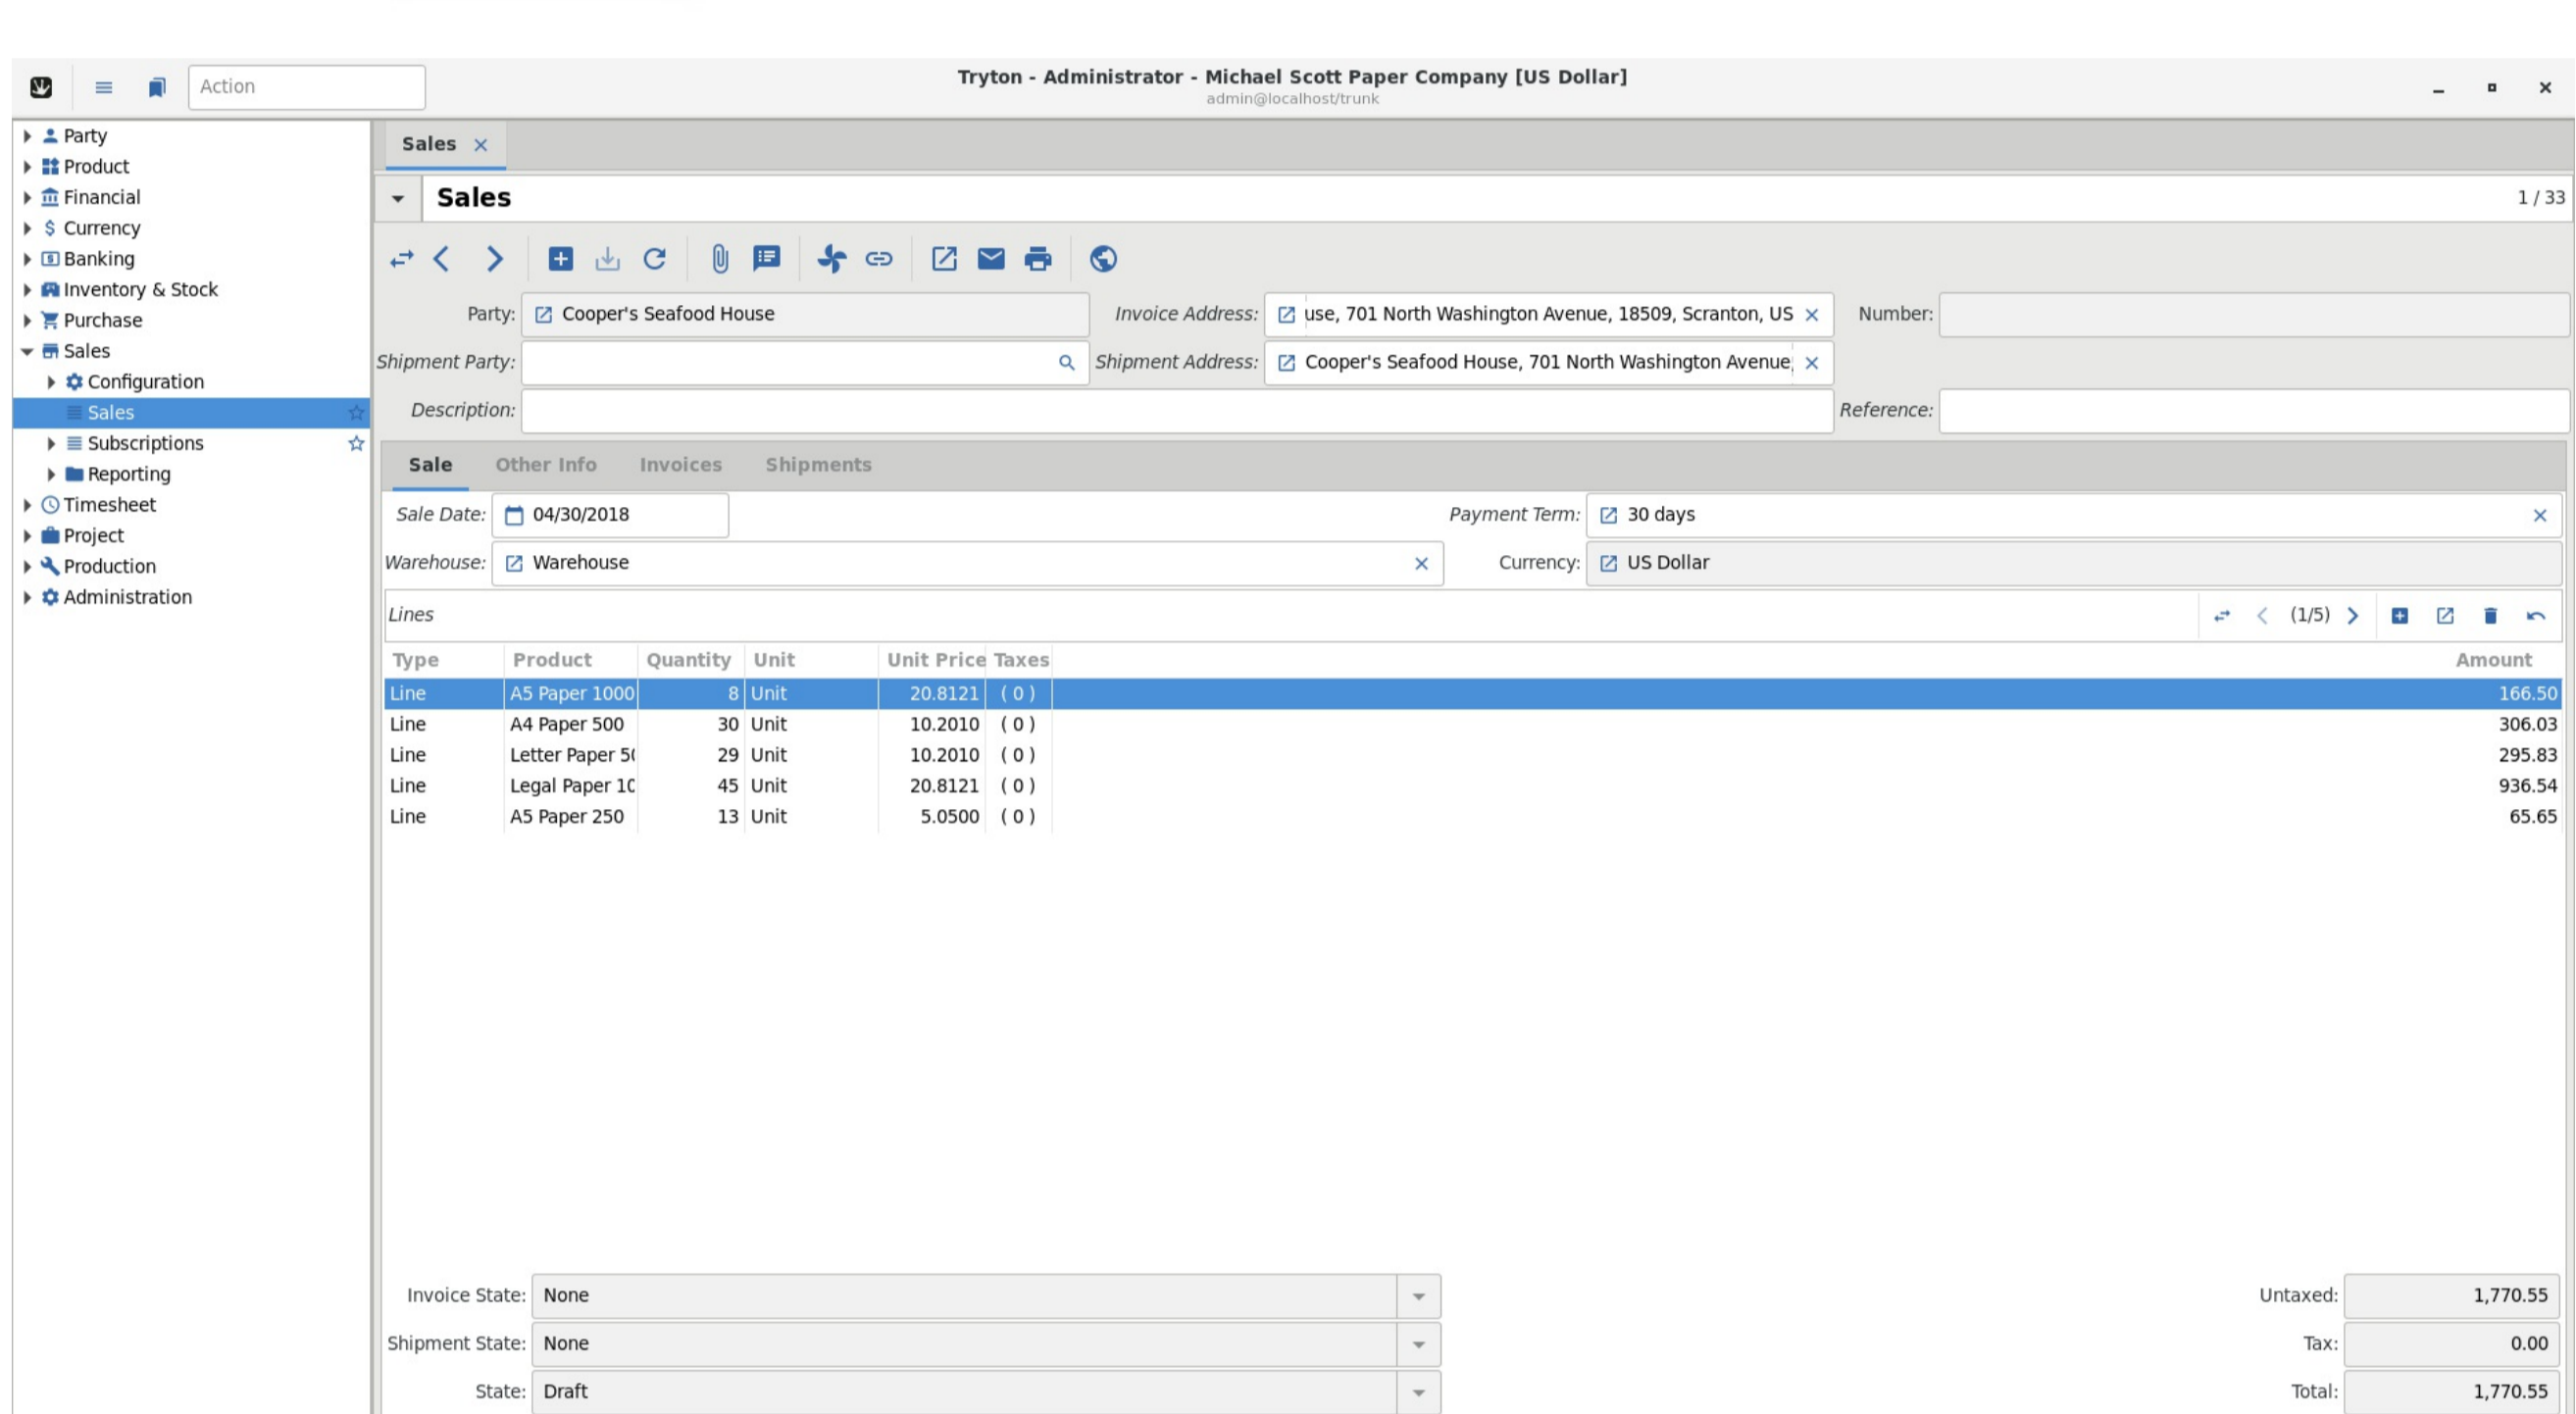 Action
Tryton - Administrator - Michael Scott Paper Company [US Dollar]
admin@localhost/trunk
Party
Product
Financial
Currency
Banking
Inventory & Stock
Purchase
Sales
Configuration
Sales
Subscriptions
Reporting
Timesheet
Project
Production
Administration
Sales
Sales 1 / 33
Party: Cooper's Seafood House Invoice Address: use, 701 North Washington Avenue, 18509, Scranton, US Number:
Shipment Party: Shipment Address: Cooper's Seafood House, 701 North Washington Avenue
Description: Reference:
Sale Other Info Invoices Shipments
Sale Date: 04/30/2018 Payment Term: 30 days
Warehouse: Warehouse Currency: US Dollar
Lines (1/5)
Type Product Quantity Unit Unit Price Taxes Amount
Line A5 Paper 1000 8 Unit 20.8121 ( 0 ) 166.50
Line A4 Paper 500 30 Unit 10.2010 ( 0 ) 306.03
Line Letter Paper 50 29 Unit 10.2010 ( 0 ) 295.83
Line Legal Paper 10 45 Unit 20.8121 ( 0 ) 936.54
Line A5 Paper 250 13 Unit 5.0500 ( 0 ) 65.65
Invoice State: None Untaxed: 1,770.55
Shipment State: None Tax: 0.00
State: Draft Total: 1,770.55